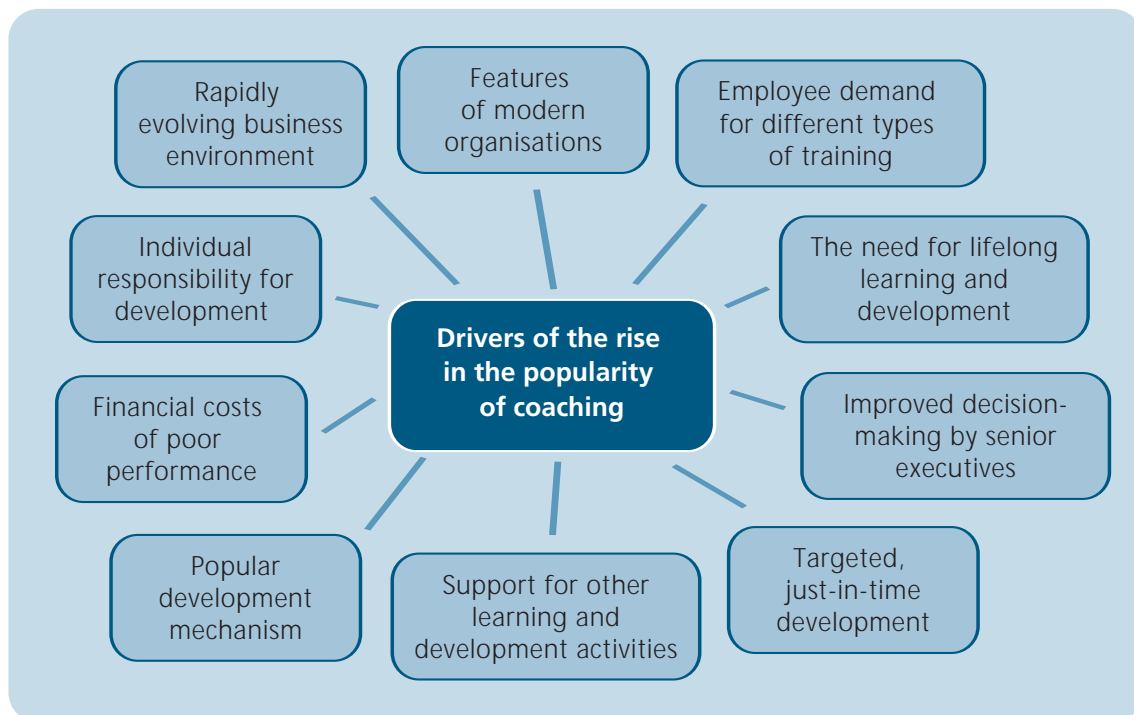 Rapidly
evolving business
environment
Features
of modern
organisations
Employee demand
for different types
of training
Individual
responsibility for
development
The need for lifelong
learning and
development
Drivers of the rise
in the popularity
of coaching
Financial costs
of poor
performance
Improved decision-
making by senior
executives
Popular
development
mechanism
Support for other
learning and
development activities
Targeted,
just-in-time
development